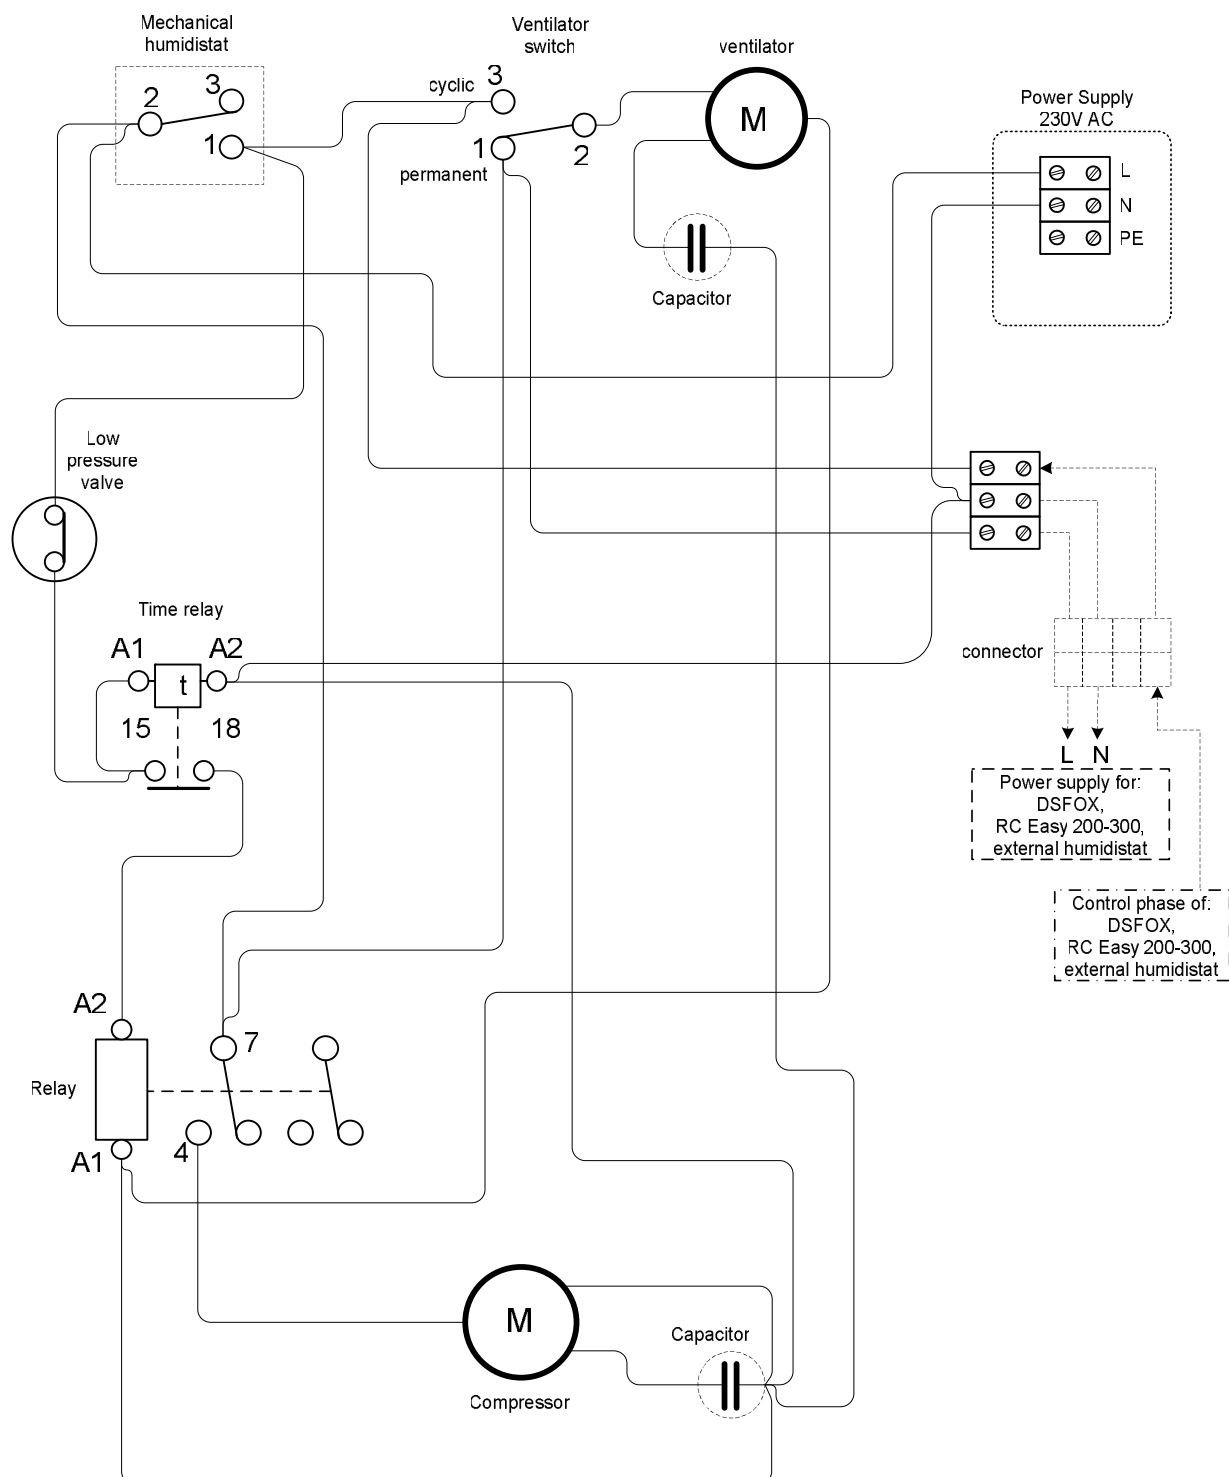 Mechanical
humidistat
2
3
1
Ventilator
switch
cyclic
3
1
2
permanent
ventilator
M
Capacitor
Power Supply
230V AC
L
N
PE
Low
pressure
valve
Time relay
A1
A2
t
15
18
connector
L N
Power supply for:
DSFOX,
RC Easy 200-300,
external humidistat
Control phase of:
DSFOX,
RC Easy 200-300,
external humidistat
A2
7
Relay
4
A1
M
Capacitor
Compressor